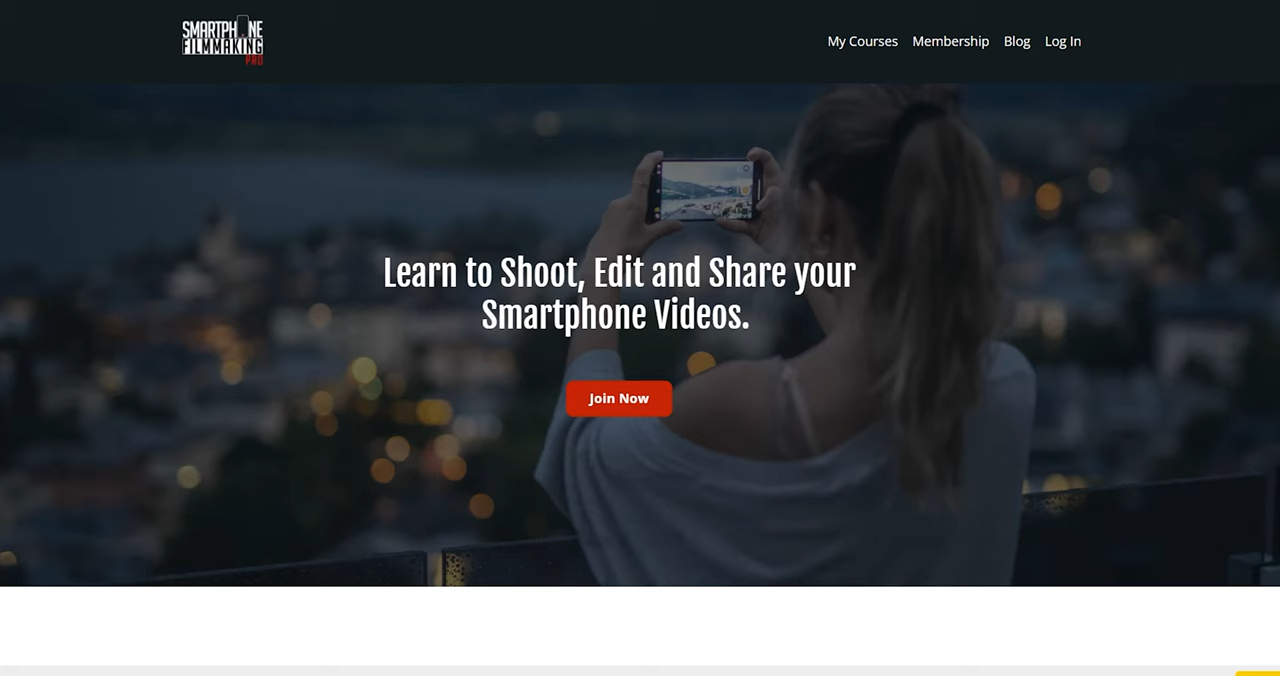 SMARTPHONE
FILMMAKING
PRO
My Courses Membership Blog Log In
Learn to Shoot, Edit and Share your
Smartphone Videos.
Join Now